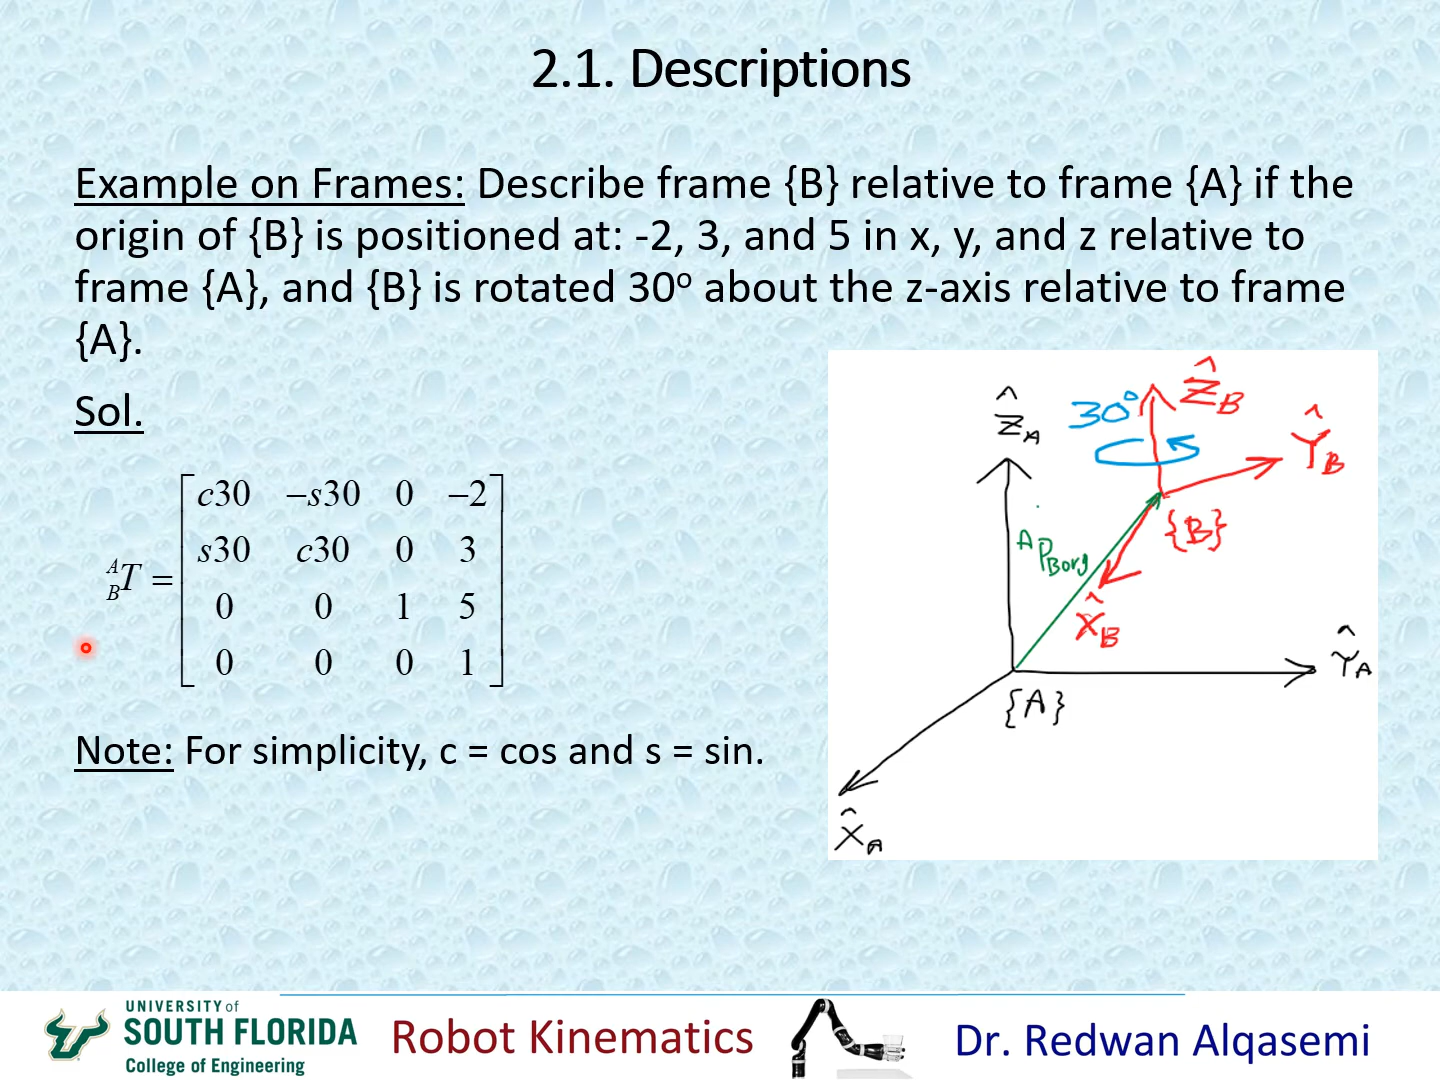 2.1. Descriptions
Example on Frames: Describe frame {B} relative to frame {A} if the
origin of {B} is positioned at: -2, 3, and 5 in x, y, and z relative to
frame {A}, and {B} is rotated 30° about the z-axis relative to frame
{A}.
Sol.
A
B T =
c30 −s30 0 −2
s30 c30 0 3
0 0 1 5
0 0 0 1
Note: For simplicity, c = cos and s = sin.
30°
Ẑ_B
Ẑ_A
Ŷ_B
{B}
^A P_Borg
X̂_B
Ŷ_A
{A}
X̂_A
UNIVERSITY of
SOUTH FLORIDA
College of Engineering
Robot Kinematics
Dr. Redwan Alqasemi